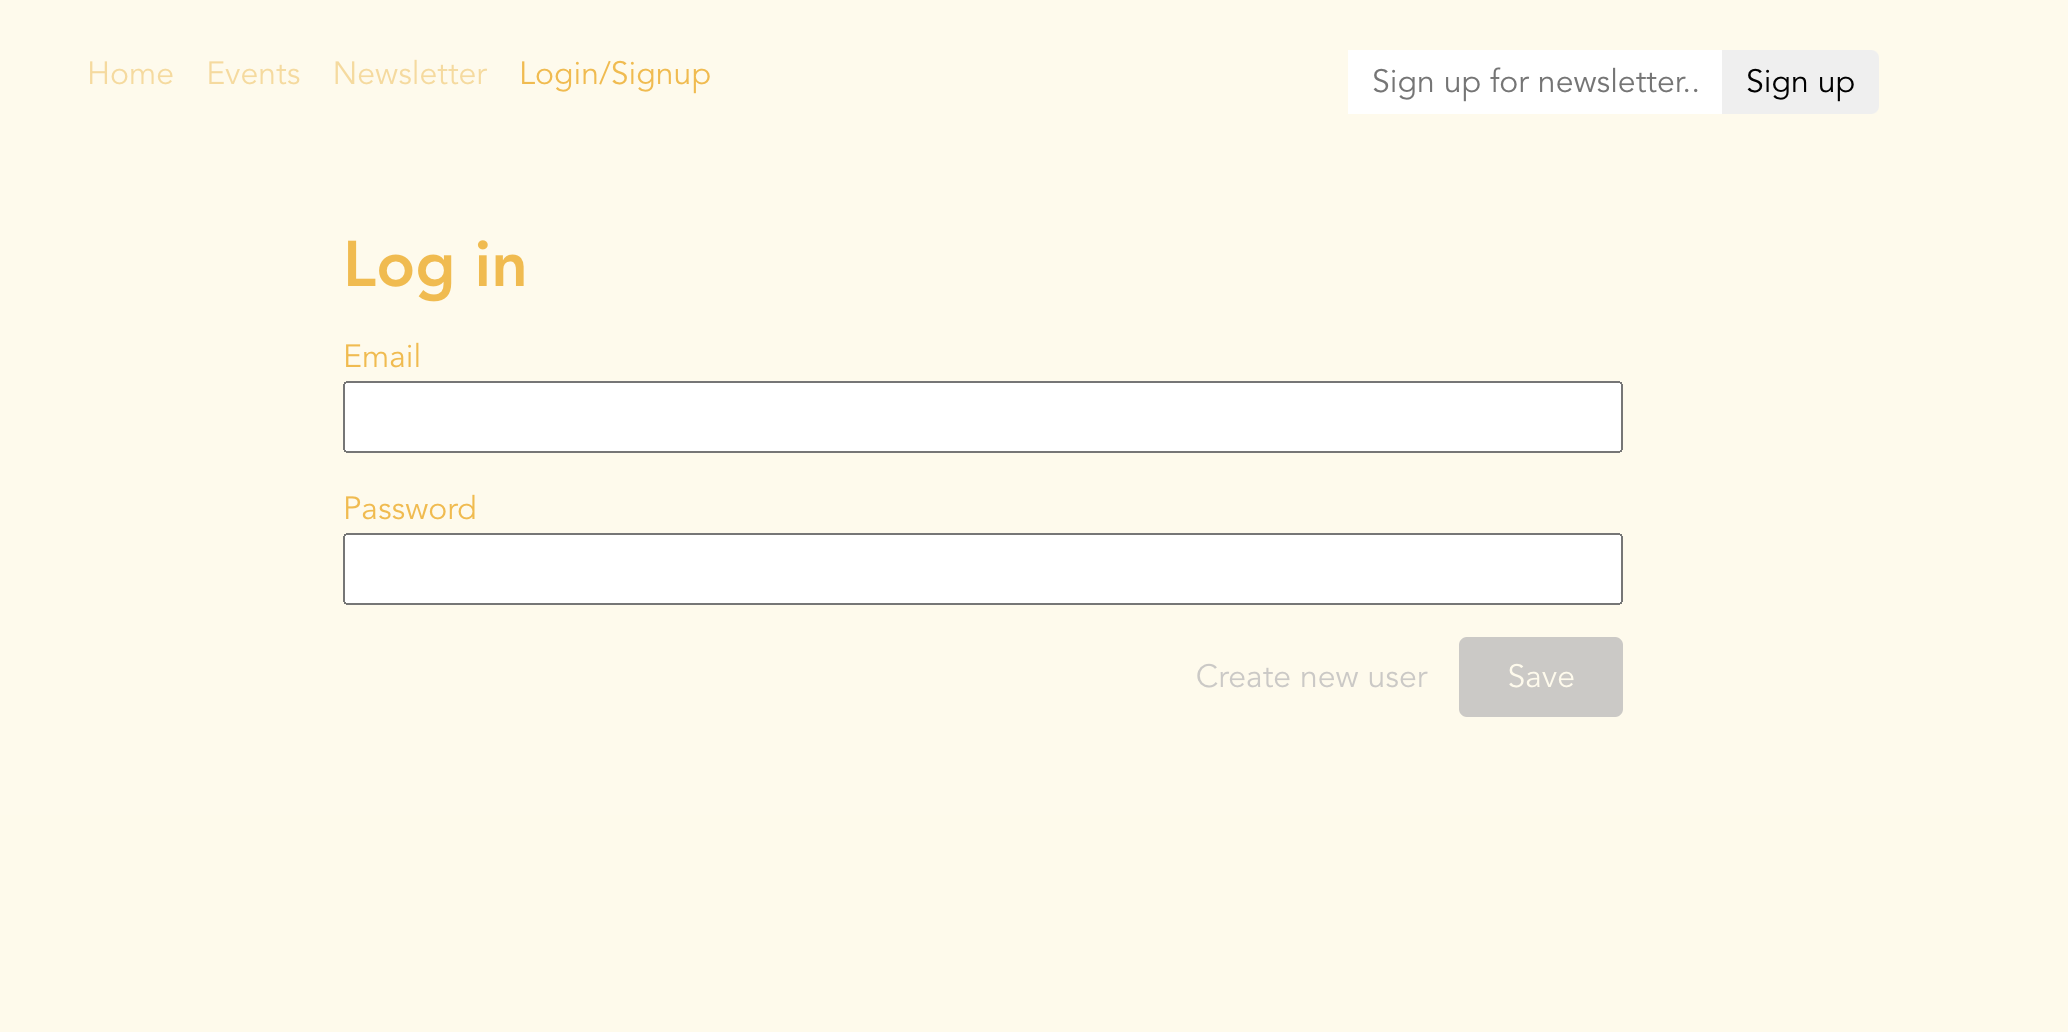 Home Events Newsletter Login/Signup
Sign up for newsletter.. Sign up
Log in
Email
Password
Create new user Save